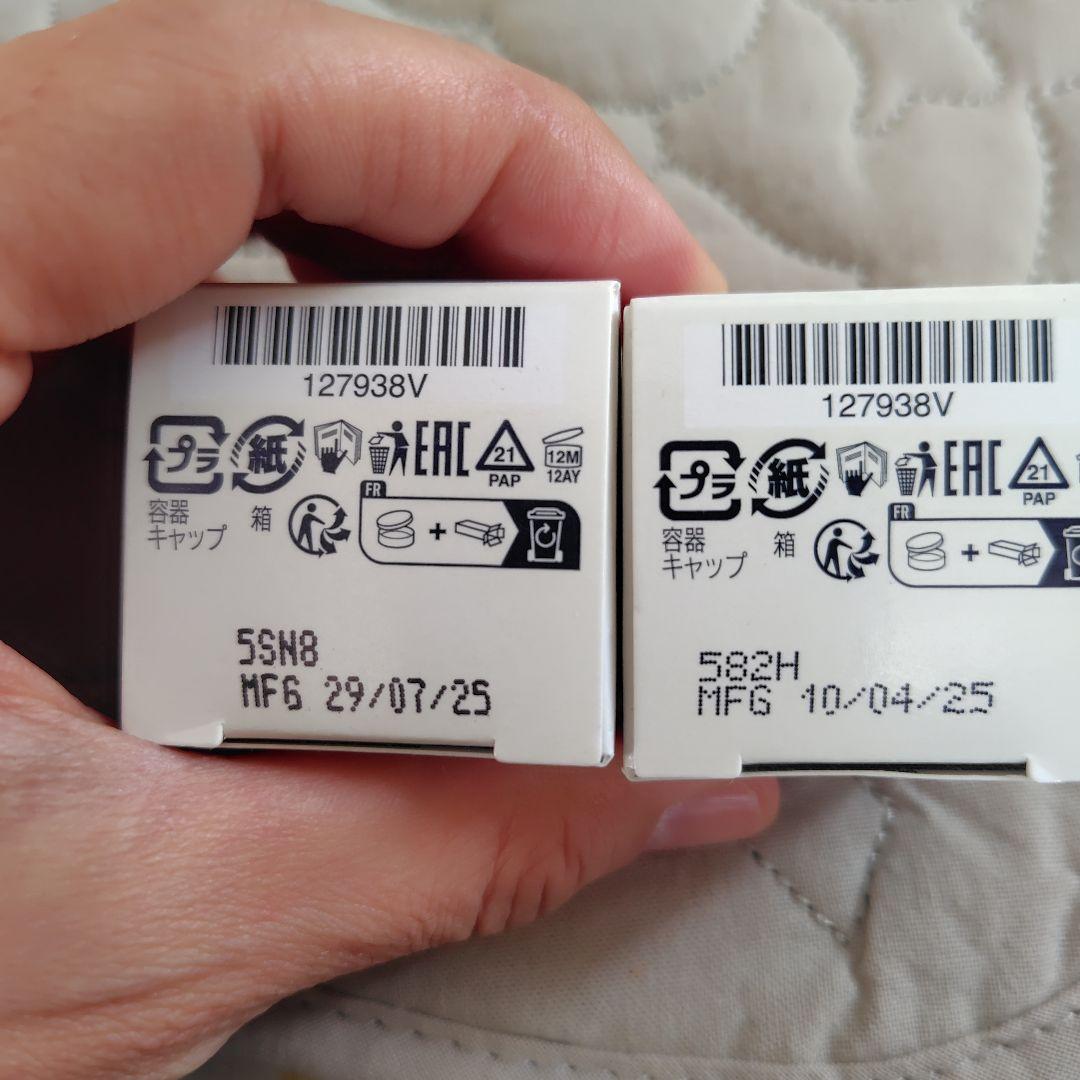 127938V
プラ 紙 EAC 21 PAP 12M 12AY
容器 箱 FR
キャップ
5SN8
MFG 29/07/25
127938V
プラ 紙 EAC 21 PAP
容器 箱 FR
キャップ
582H
MFG 10/04/25